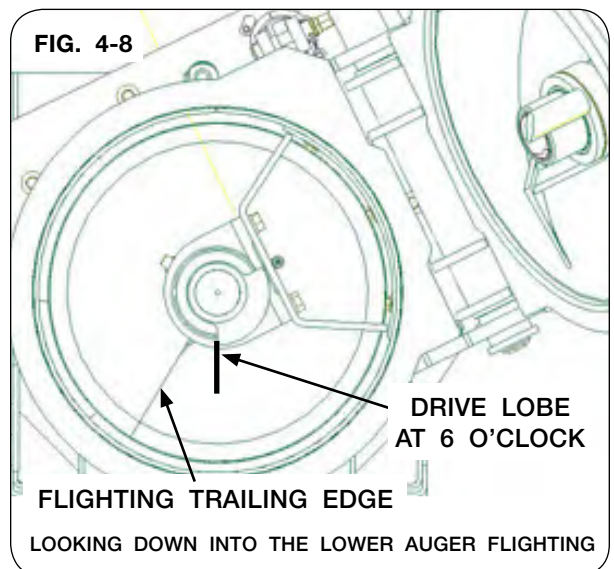 FIG. 4-8
DRIVE LOBE
AT 6 O'CLOCK
FLIGHTING TRAILING EDGE
LOOKING DOWN INTO THE LOWER AUGER FLIGHTING